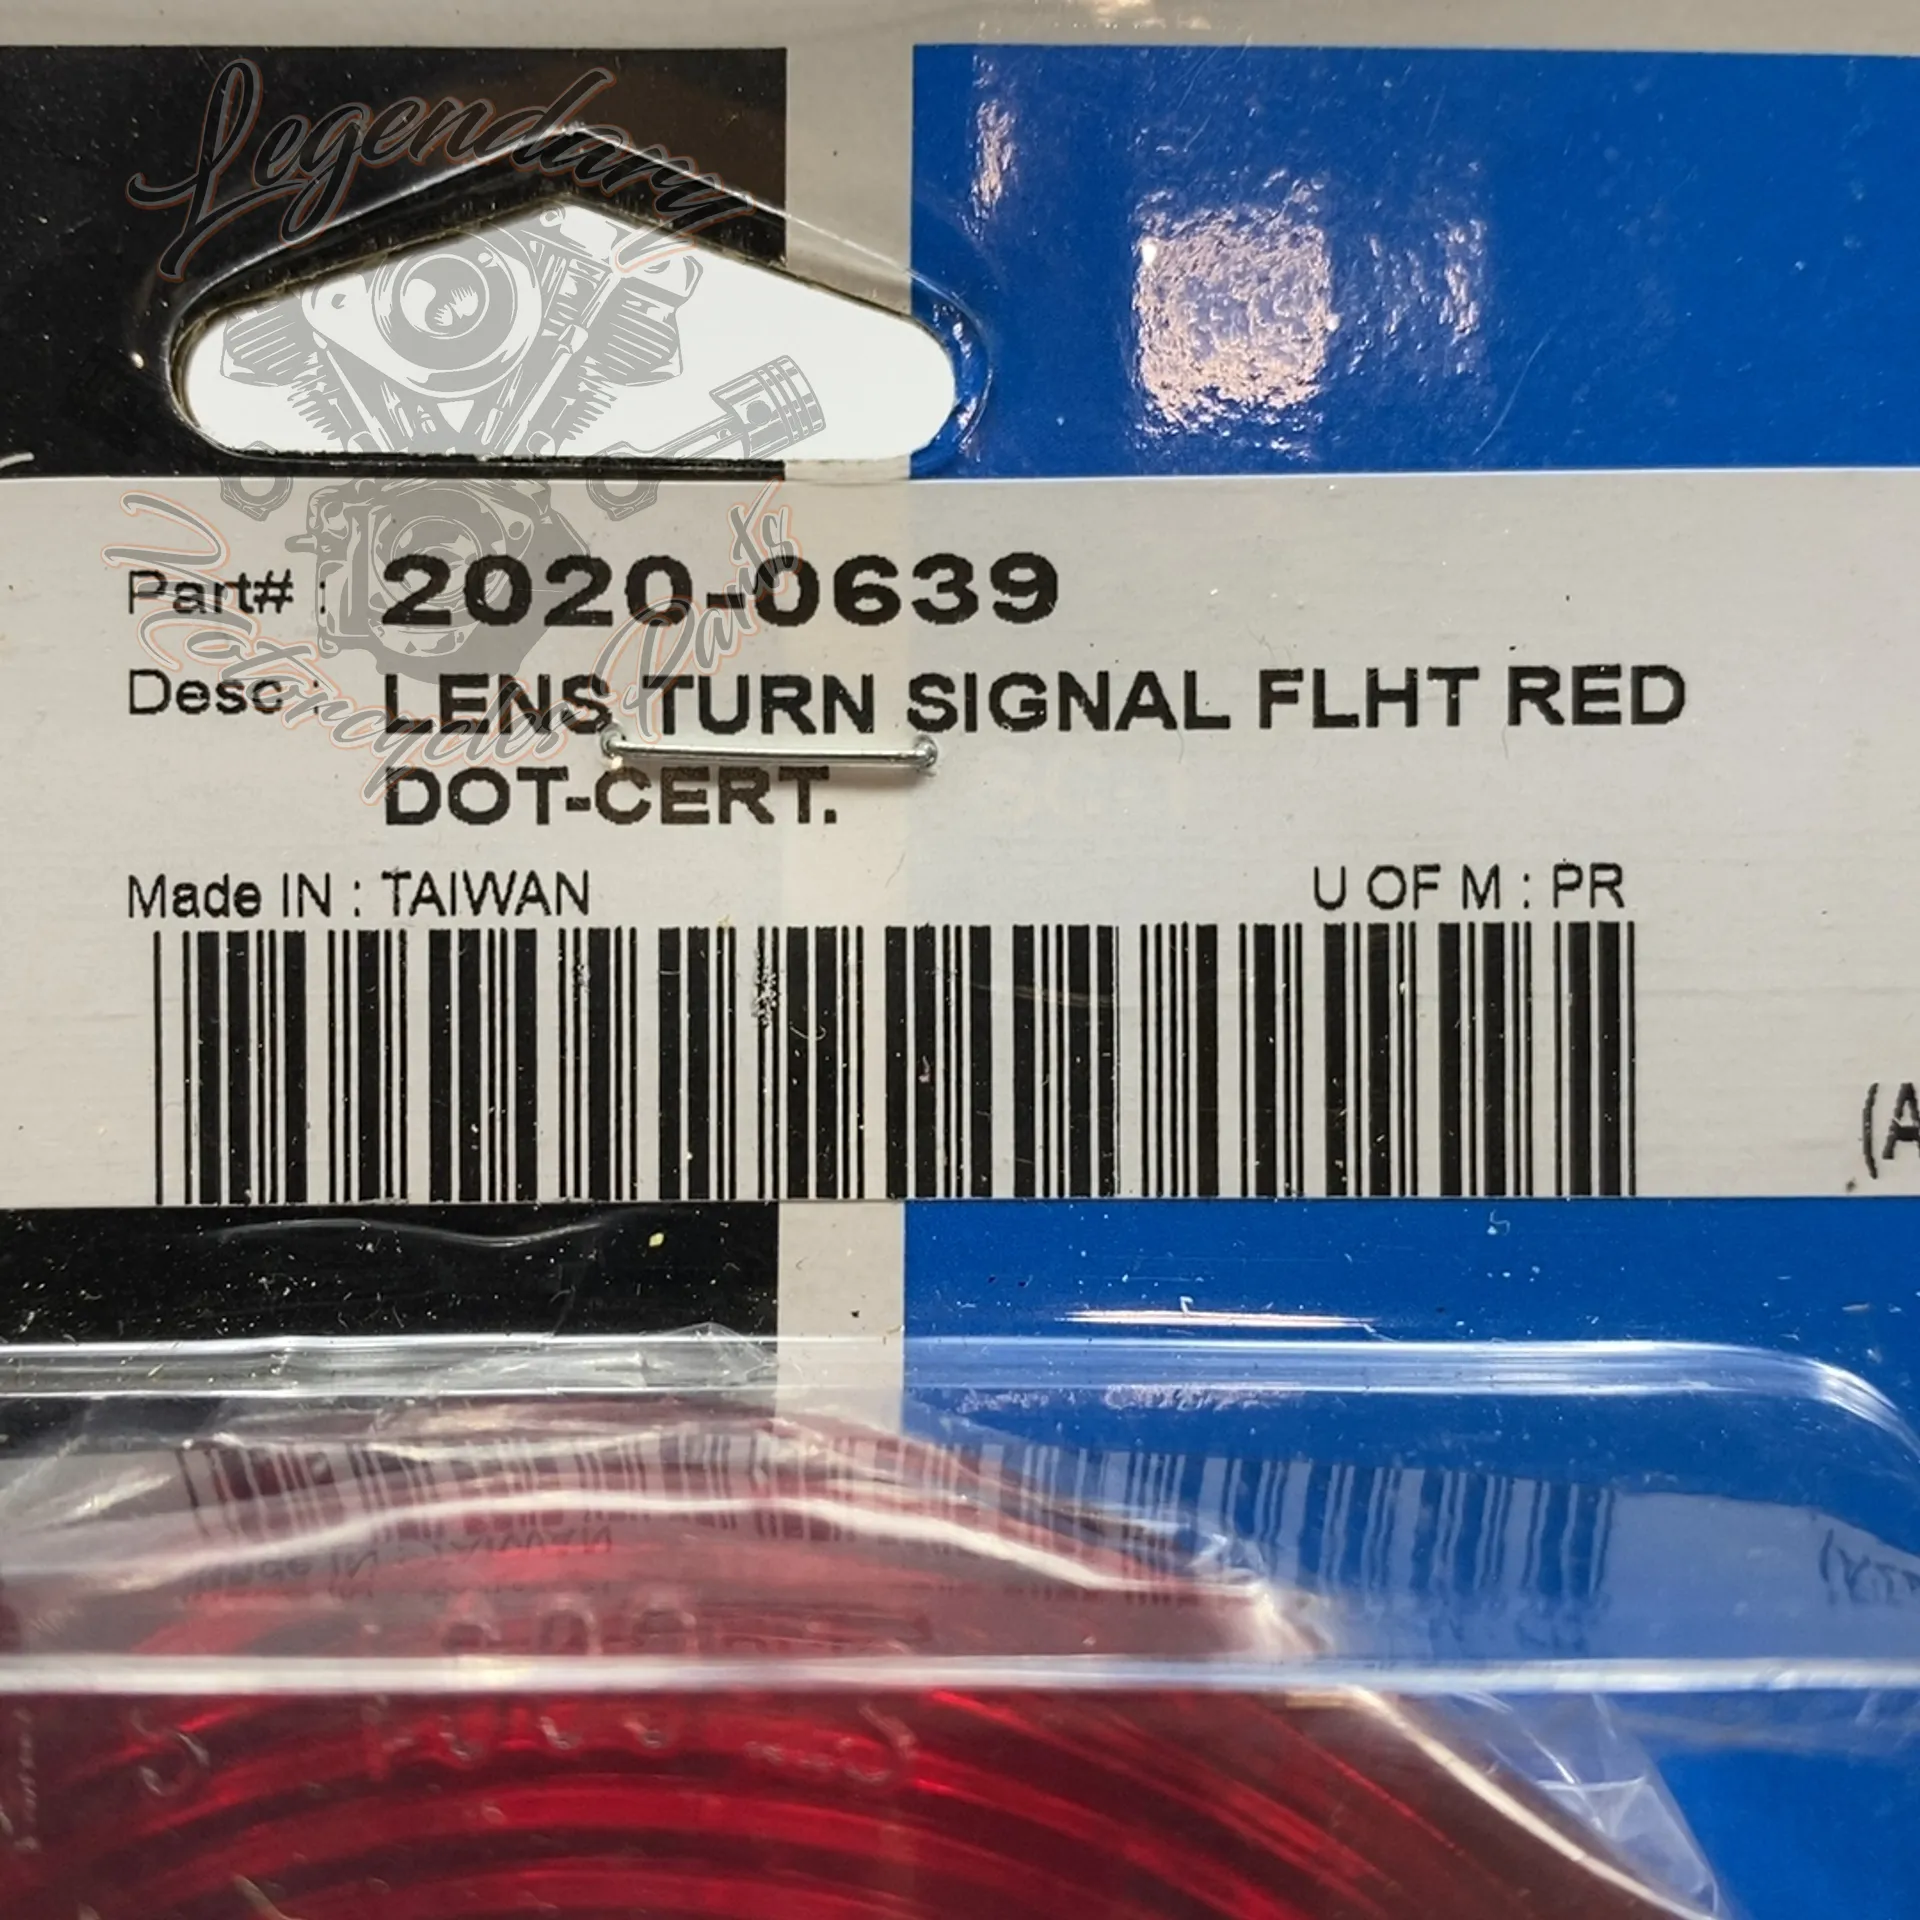 Legendary
Motorcycles Parts
Part# : 2020-0639
Desc : LENS TURN SIGNAL FLHT RED
DOT-CERT.
Made IN : TAIWAN
U OF M : PR
(A